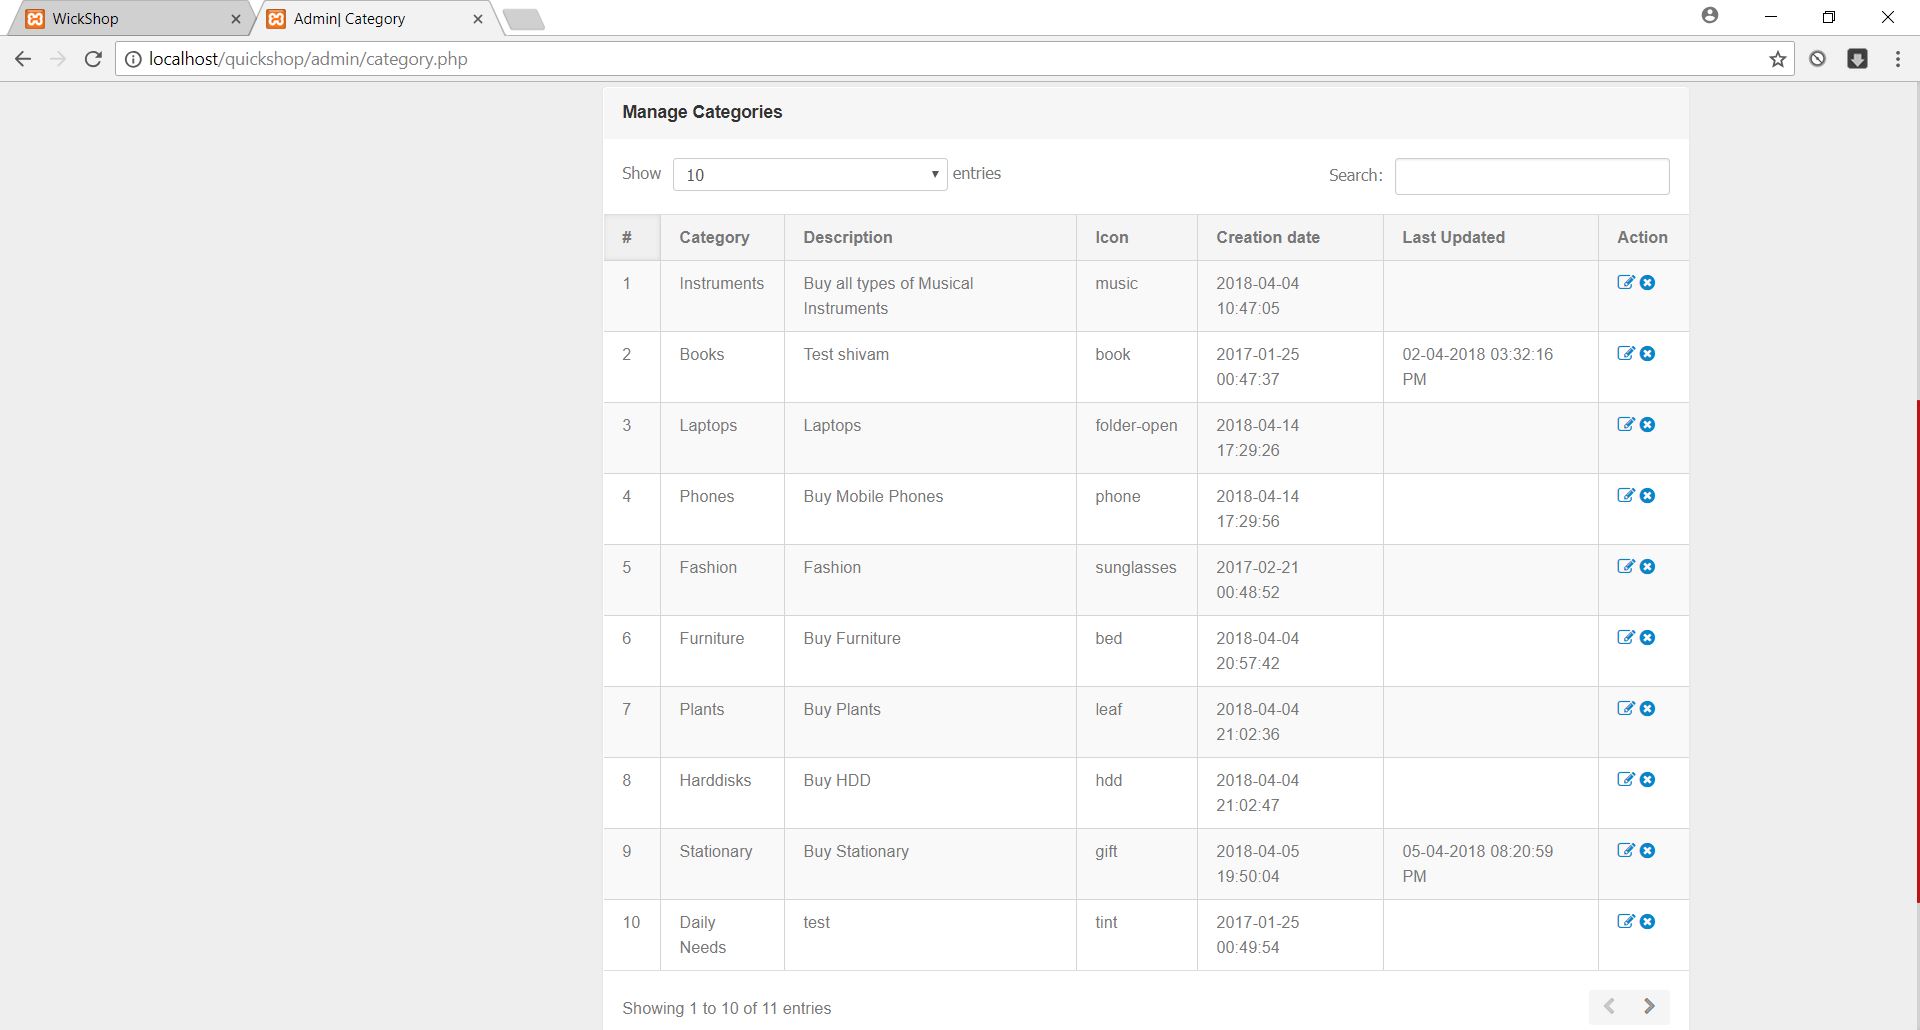 WickShop
Admin| Category
localhost/quickshop/admin/category.php
Manage Categories
Show 10 entries Search:
# Category Description Icon Creation date Last Updated Action
1 Instruments Buy all types of Musical music 2018-04-04
Instruments 10:47:05
2 Books Test shivam book 2017-01-25 02-04-2018 03:32:16
00:47:37 PM
3 Laptops Laptops folder-open 2018-04-14
17:29:26
4 Phones Buy Mobile Phones phone 2018-04-14
17:29:56
5 Fashion Fashion sunglasses 2017-02-21
00:48:52
6 Furniture Buy Furniture bed 2018-04-04
20:57:42
7 Plants Buy Plants leaf 2018-04-04
21:02:36
8 Harddisks Buy HDD hdd 2018-04-04
21:02:47
9 Stationary Buy Stationary gift 2018-04-05 05-04-2018 08:20:59
19:50:04 PM
10 Daily test tint 2017-01-25
Needs 00:49:54
Showing 1 to 10 of 11 entries